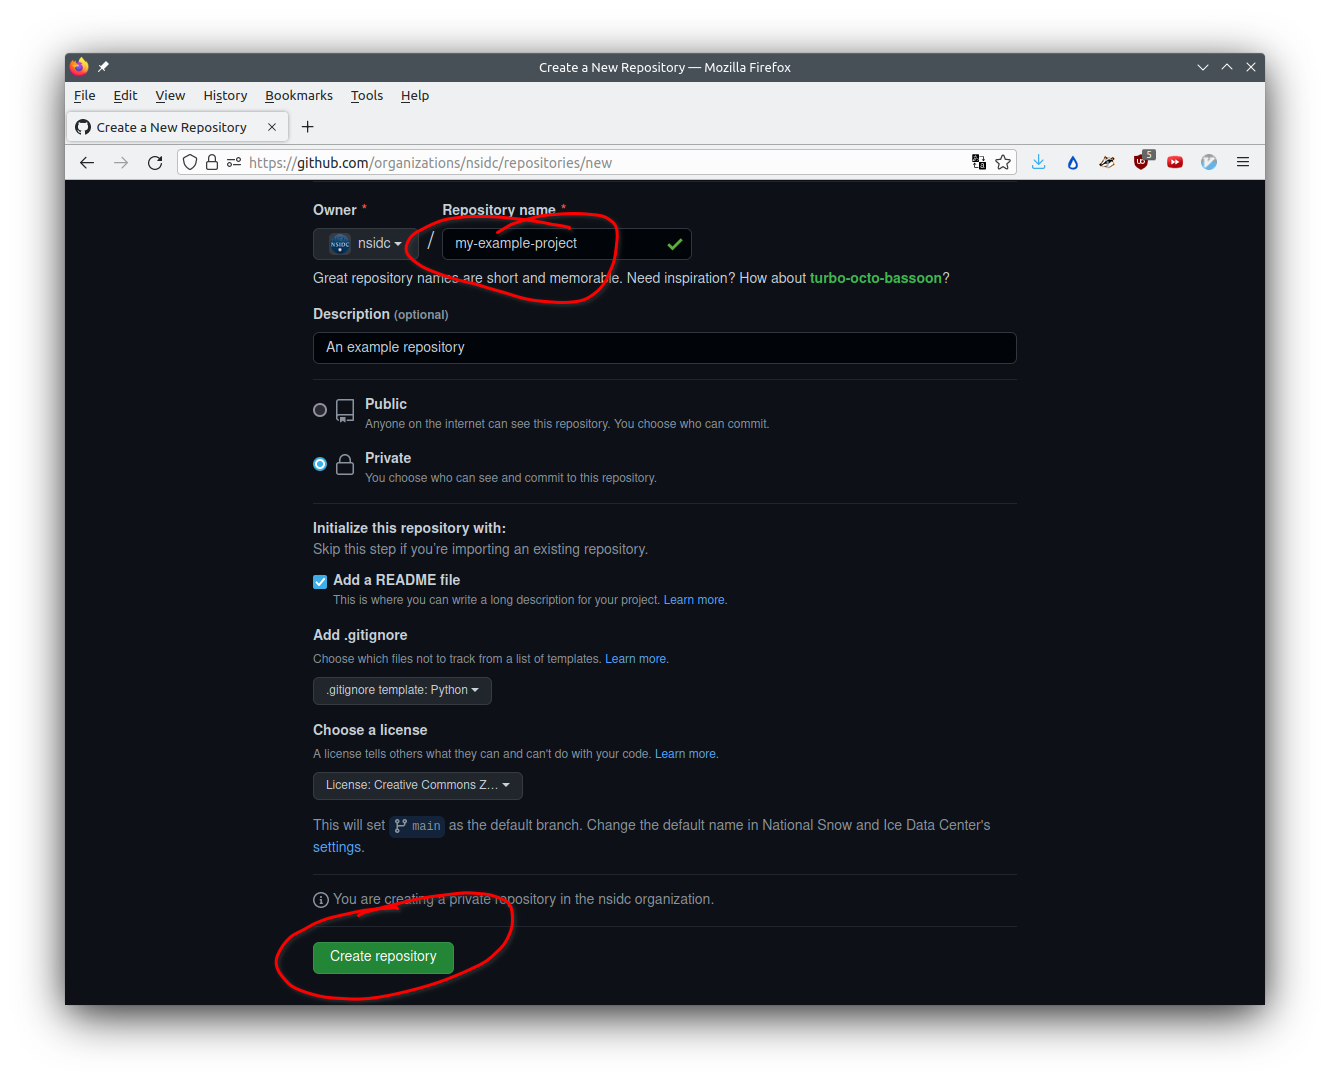 Create a New Repository — Mozilla Firefox
File Edit View History Bookmarks Tools Help
Create a New Repository
https://github.com/organizations/nsidc/repositories/new
5
Owner * Repository name *
NSIDC nsidc / my-example-project
Great repository names are short and memorable. Need inspiration? How about turbo-octo-bassoon?
Description (optional)
An example repository
Public
Anyone on the internet can see this repository. You choose who can commit.
Private
You choose who can see and commit to this repository.
Initialize this repository with:
Skip this step if you're importing an existing repository.
Add a README file
This is where you can write a long description for your project. Learn more.
Add .gitignore
Choose which files not to track from a list of templates. Learn more.
.gitignore template: Python
Choose a license
A license tells others what they can and can't do with your code. Learn more.
License: Creative Commons Z…
This will set main as the default branch. Change the default name in National Snow and Ice Data Center's
settings.
You are creating a private repository in the nsidc organization.
Create repository